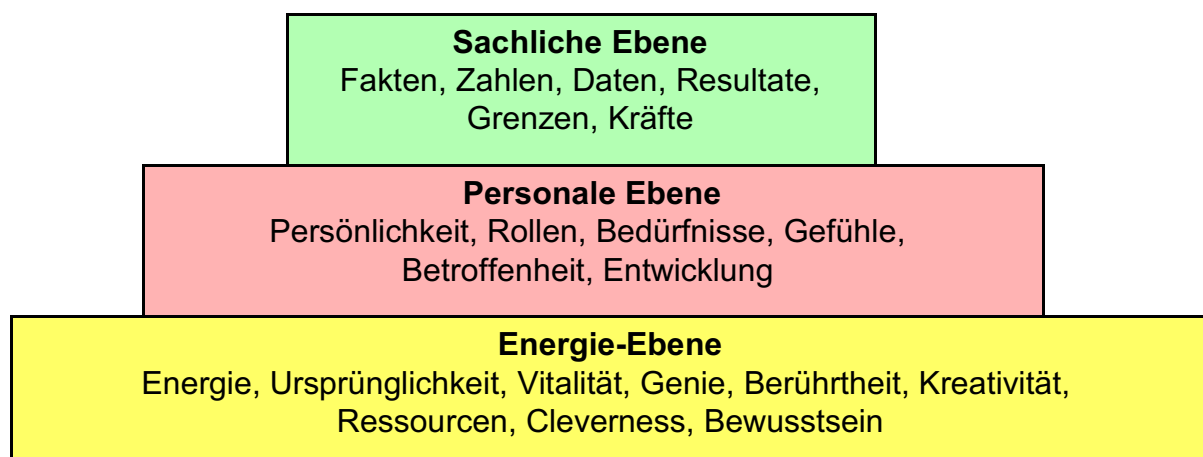 Sachliche Ebene
Fakten, Zahlen, Daten, Resultate,
Grenzen, Kräfte
Personale Ebene
Persönlichkeit, Rollen, Bedürfnisse, Gefühle,
Betroffenheit, Entwicklung
Energie-Ebene
Energie, Ursprünglichkeit, Vitalität, Genie, Berührtheit, Kreativität,
Ressourcen, Cleverness, Bewusstsein